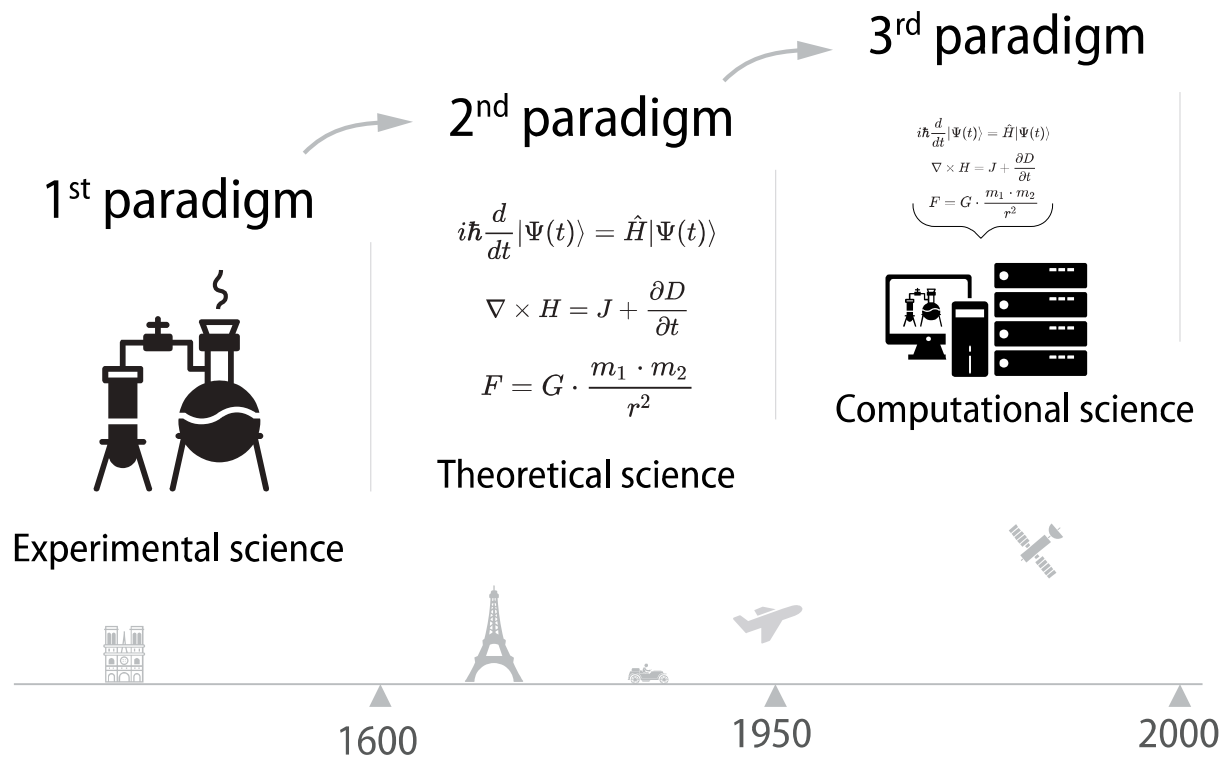 1st paradigm
Experimental science
2nd paradigm
iℏ d/dt |Ψ(t)⟩ = Ĥ|Ψ(t)⟩
∇ × H = J + ∂D/∂t
F = G · m₁ · m₂/r²
Theoretical science
3rd paradigm
iℏ d/dt |Ψ(t)⟩ = Ĥ|Ψ(t)⟩
∇ × H = J + ∂D/∂t
F = G · m₁ · m₂/r²
Computational science
1600
1950
2000